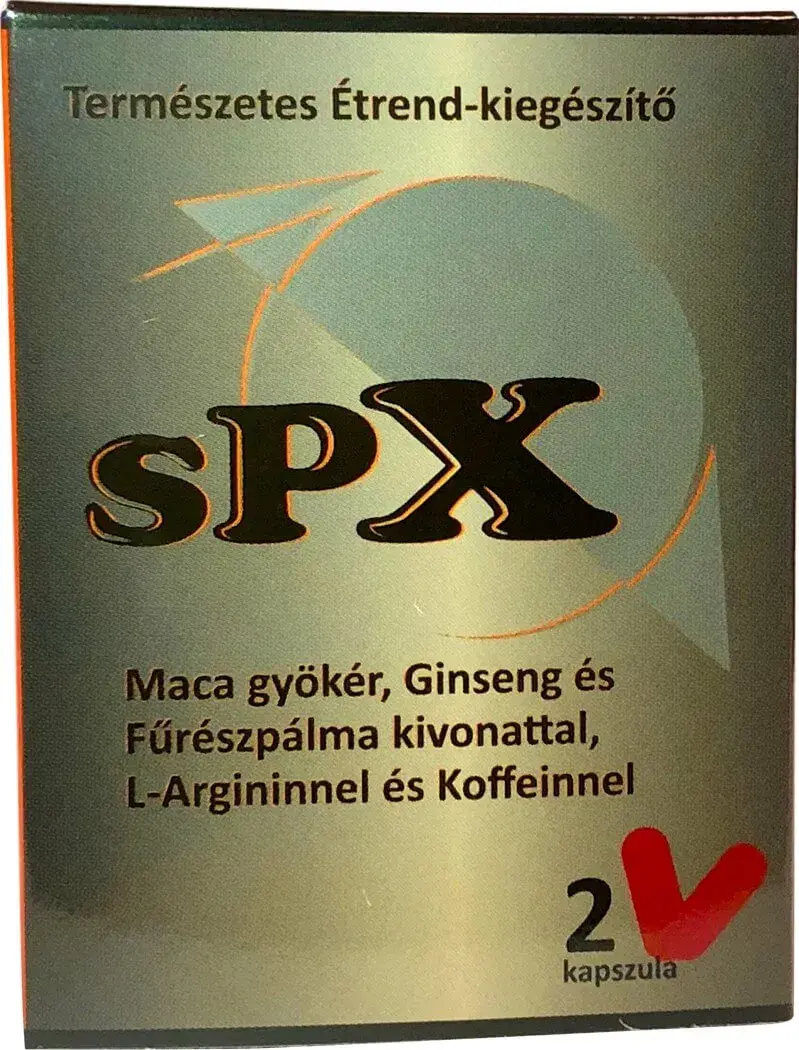 Természetes Étrend-kiegészítő
sPX
Maca gyökér, Ginseng és
Fűrészpálma kivonattal,
L-Argininnel és Koffeinnel
2
kapszula